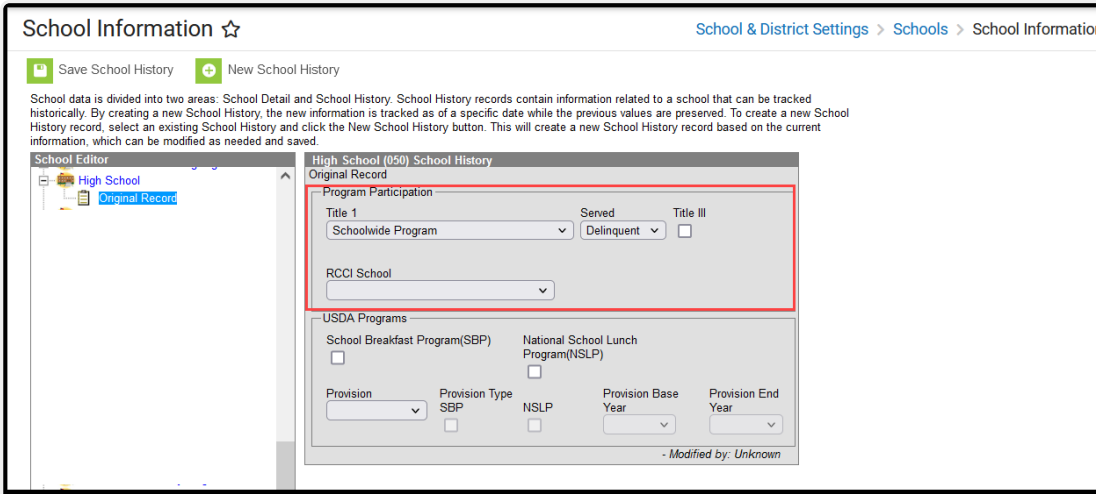 School Information
School & District Settings > Schools > School Information
Save School History
New School History
School data is divided into two areas: School Detail and School History. School History records contain information related to a school that can be tracked
historically. By creating a new School History, the new information is tracked as of a specific date while the previous values are preserved. To create a new School
History record, select an existing School History and click the New School History button. This will create a new School History record based on the current
information, which can be modified as needed and saved.
School Editor
High School
Original Record
High School (050) School History
Original Record
Program Participation
Title 1 Served Title III
Schoolwide Program Delinquent
RCCI School
USDA Programs
School Breakfast Program(SBP) National School Lunch
Program(NSLP)
Provision Provision Type Provision Base Provision End
SBP NSLP Year Year
- Modified by: Unknown